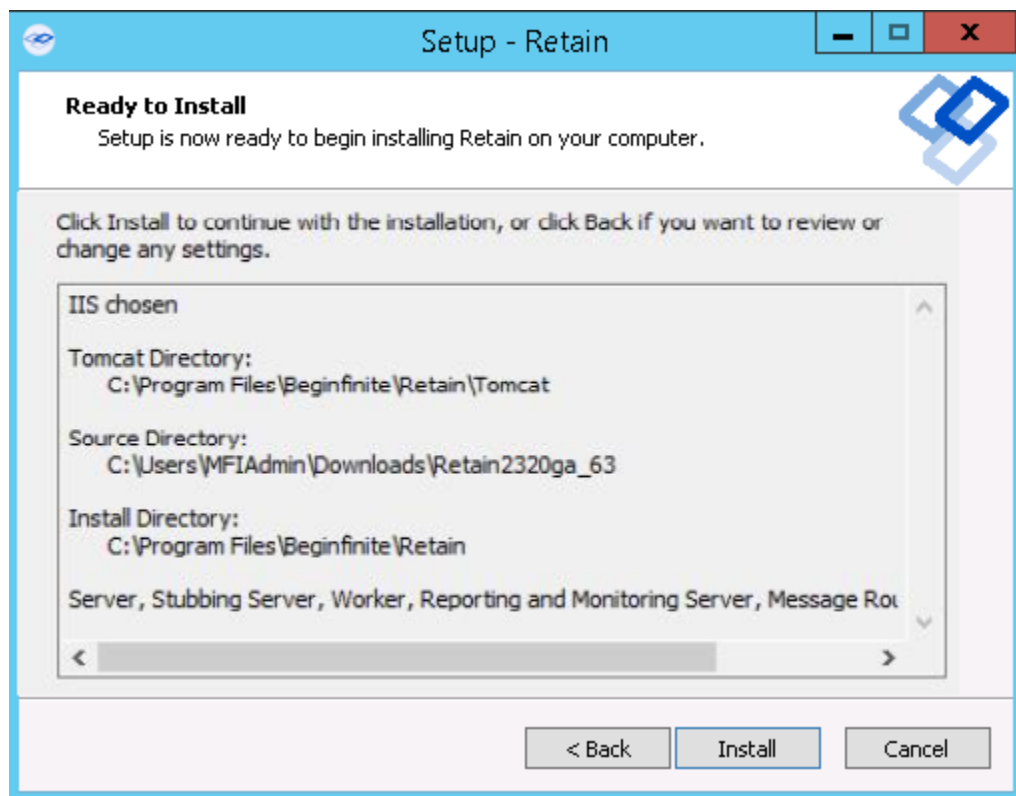 Setup - Retain
Ready to Install
Setup is now ready to begin installing Retain on your computer.
Click Install to continue with the installation, or click Back if you want to review or
change any settings.
IIS chosen
Tomcat Directory:
C:\Program Files\Beginfinite\Retain\Tomcat
Source Directory:
C:\Users\MFIAdmin\Downloads\Retain2320ga_63
Install Directory:
C:\Program Files\Beginfinite\Retain
Server, Stubbing Server, Worker, Reporting and Monitoring Server, Message Rou
< Back Install Cancel